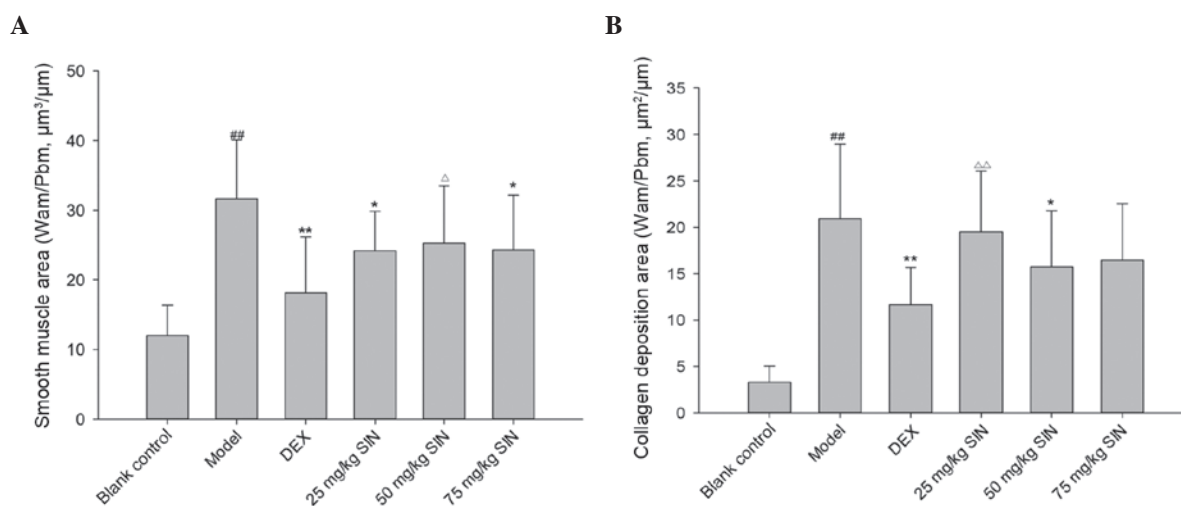 A
Smooth muscle area (Wam/Pbm, µm³/µm)
50
40
30
20
10
0
##
**
*
△
*
Blank control
Model
DEX
25 mg/kg SIN
50 mg/kg SIN
75 mg/kg SIN
B
Collagen deposition area (Wam/Pbm, µm²/µm)
35
30
25
20
15
10
5
0
##
**
△△
*
Blank control
Model
DEX
25 mg/kg SIN
50 mg/kg SIN
75 mg/kg SIN